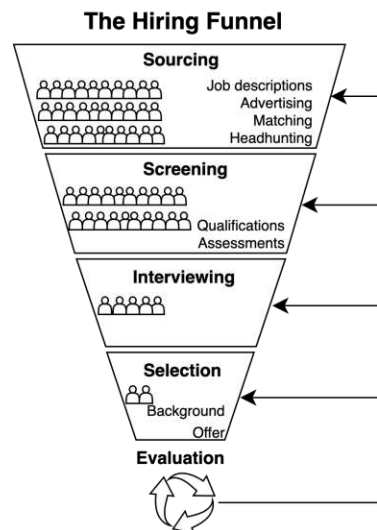 The Hiring Funnel
Sourcing
Job descriptions
Advertising
Matching
Headhunting
Screening
Qualifications
Assessments
Interviewing
Selection
Background
Offer
Evaluation